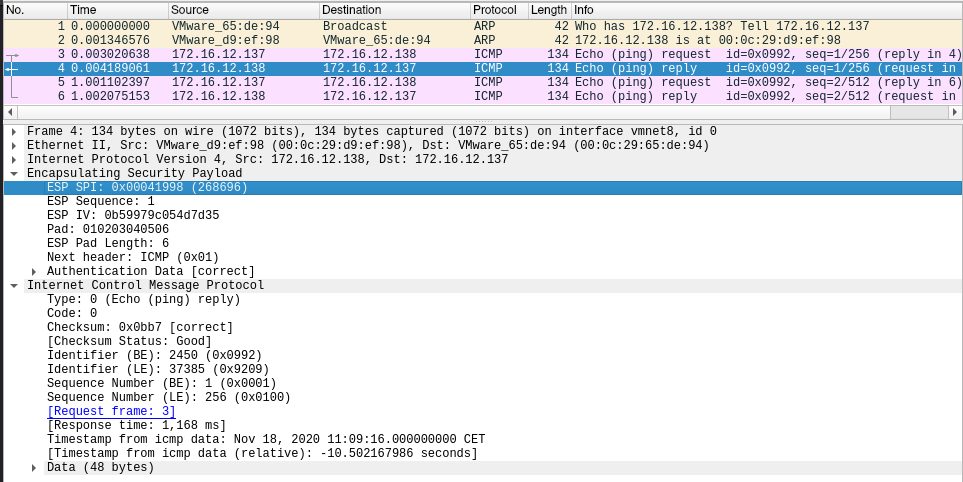 No. Time Source Destination Protocol Length Info
1 0.000000000 VMware_65:de:94 Broadcast ARP 42 Who has 172.16.12.138? Tell 172.16.12.137
2 0.001346576 VMware_d9:ef:98 VMware_65:de:94 ARP 42 172.16.12.138 is at 00:0c:29:d9:ef:98
3 0.003020638 172.16.12.137 172.16.12.138 ICMP 134 Echo (ping) request id=0x0992, seq=1/256 (reply in 4)
4 0.004189061 172.16.12.138 172.16.12.137 ICMP 134 Echo (ping) reply id=0x0992, seq=1/256 (request in
5 1.001102397 172.16.12.137 172.16.12.138 ICMP 134 Echo (ping) request id=0x0992, seq=2/512 (reply in 6)
6 1.002075153 172.16.12.138 172.16.12.137 ICMP 134 Echo (ping) reply id=0x0992, seq=2/512 (request in
Frame 4: 134 bytes on wire (1072 bits), 134 bytes captured (1072 bits) on interface vmnet8, id 0
Ethernet II, Src: VMware_d9:ef:98 (00:0c:29:d9:ef:98), Dst: VMware_65:de:94 (00:0c:29:65:de:94)
Internet Protocol Version 4, Src: 172.16.12.138, Dst: 172.16.12.137
Encapsulating Security Payload
ESP SPI: 0x00041998 (268696)
ESP Sequence: 1
ESP IV: 0b59979c054d7d35
Pad: 010203040506
ESP Pad Length: 6
Next header: ICMP (0x01)
Authentication Data [correct]
Internet Control Message Protocol
Type: 0 (Echo (ping) reply)
Code: 0
Checksum: 0x0bb7 [correct]
[Checksum Status: Good]
Identifier (BE): 2450 (0x0992)
Identifier (LE): 37385 (0x9209)
Sequence Number (BE): 1 (0x0001)
Sequence Number (LE): 256 (0x0100)
[Request frame: 3]
[Response time: 1,168 ms]
Timestamp from icmp data: Nov 18, 2020 11:09:16.000000000 CET
[Timestamp from icmp data (relative): -10.502167986 seconds]
Data (48 bytes)